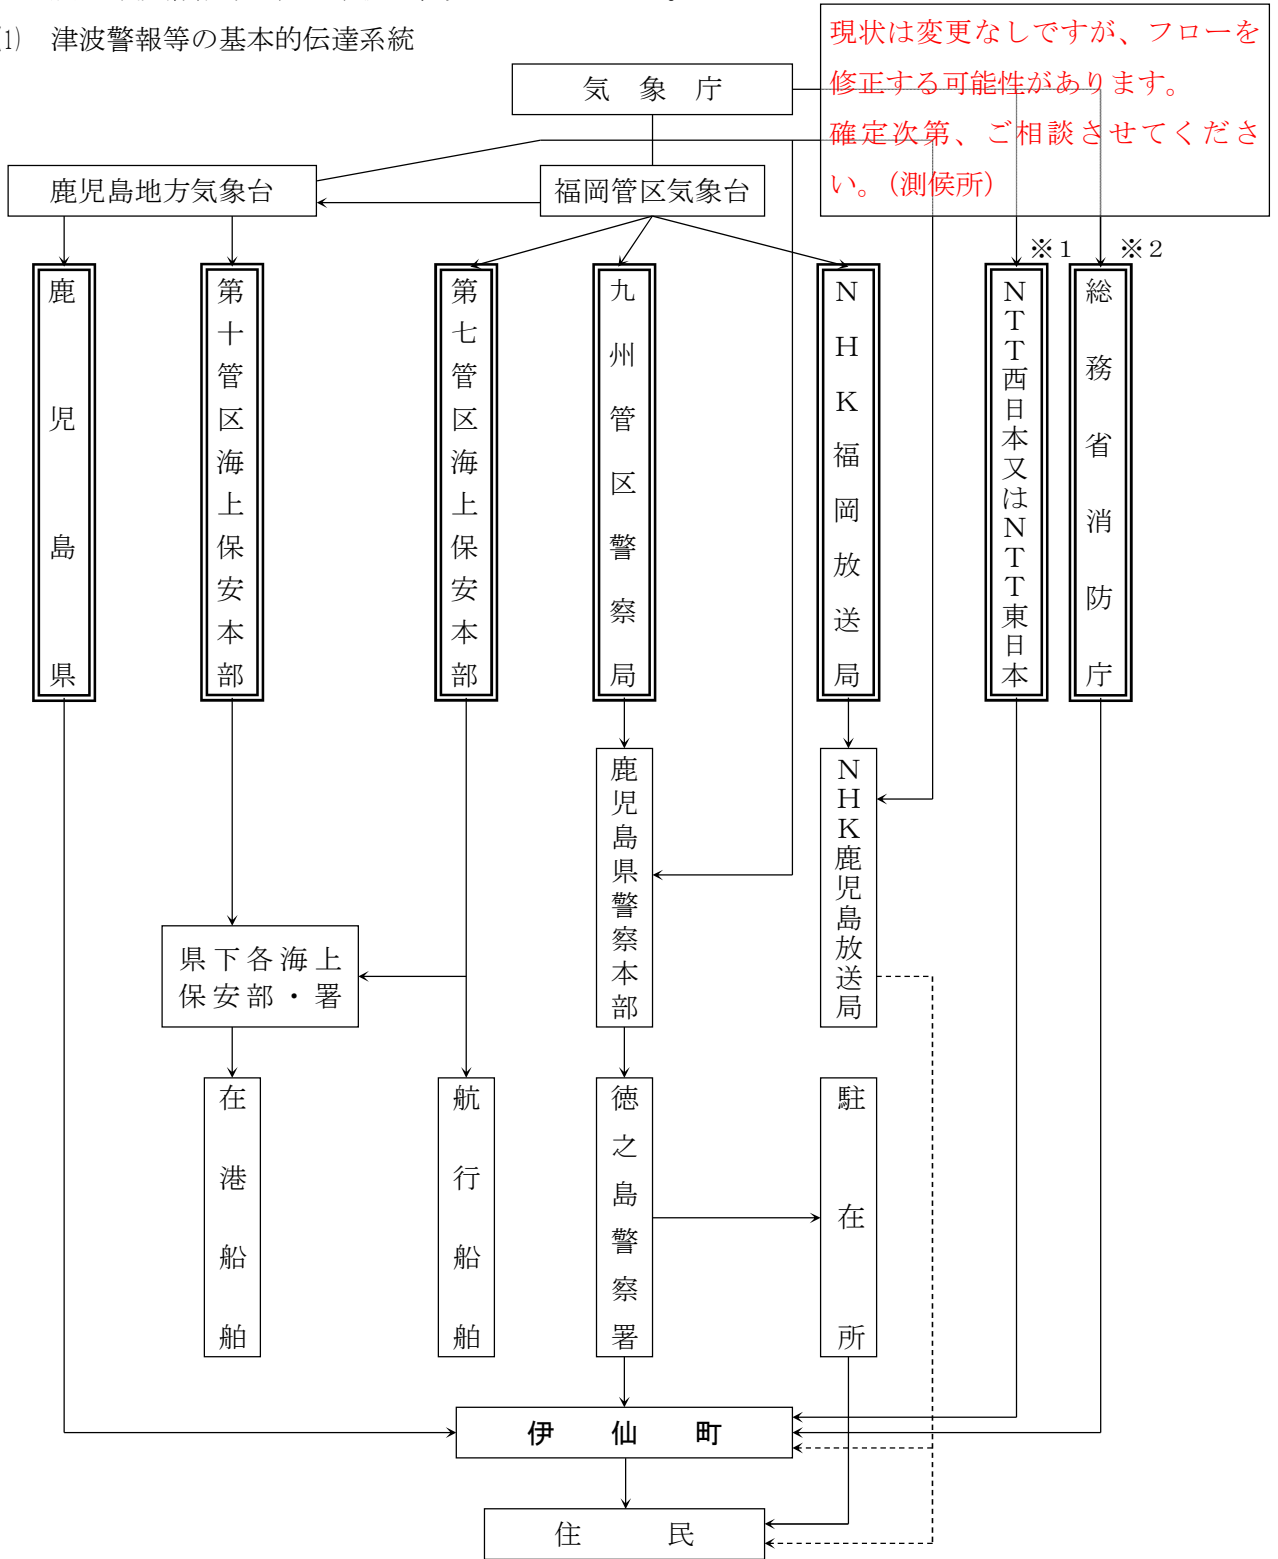 (1) 津波警報等の基本的伝達系統
現状は変更なしですが、フローを
修正する可能性があります。
確定次第、ご相談させてくださ
い。(測候所)
気象庁
鹿児島地方気象台
福岡管区気象台
※1
※2
鹿児島県
第十管区海上保安本部
第七管区海上保安本部
九州管区警察局
NHK福岡放送局
NTT西日本又はNTT東日本
総務省消防庁
鹿児島県警察本部
NHK鹿児島放送局
県下各海上
保安部・署
在港船舶
航行船舶
徳之島警察署
駐在所
伊仙町
住民